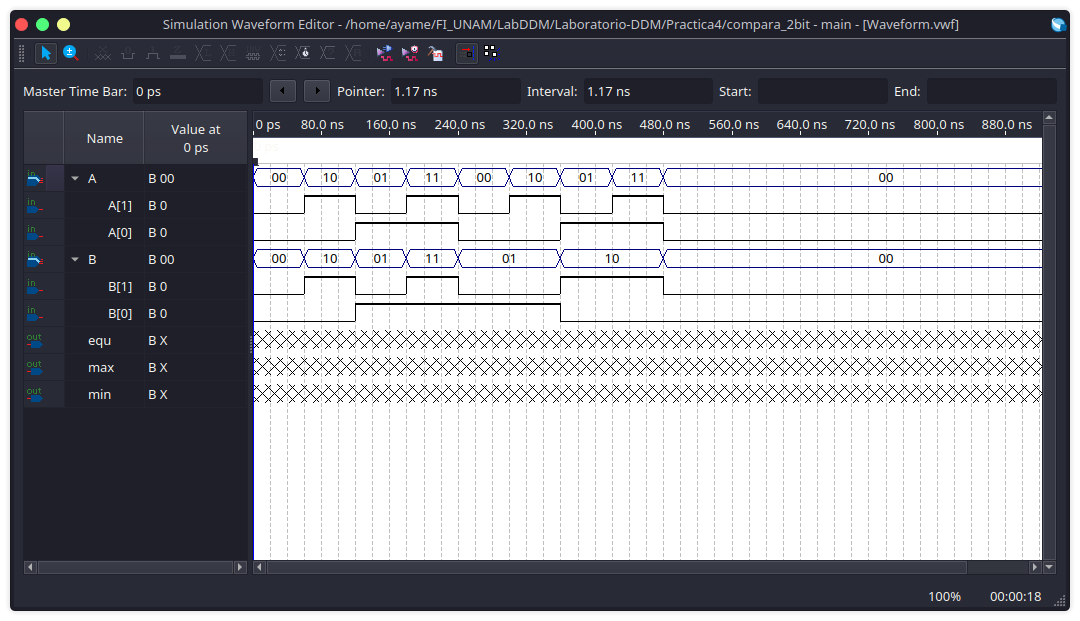 Simulation Waveform Editor - /home/ayame/FI_UNAM/LabDDM/Laboratorio-DDM/Practica4/compara_2bit - main - [Waveform.vwf]
Master Time Bar: 0 ps Pointer: 1.17 ns Interval: 1.17 ns Start: End:
Name Value at 0 ps 0 ps 80.0 ns 160.0 ns 240.0 ns 320.0 ns 400.0 ns 480.0 ns 560.0 ns 640.0 ns 720.0 ns 800.0 ns 880.0 ns
in A B 00 00 10 01 11 00 10 01 11 00
in A[1] B 0
in A[0] B 0
in B B 00 00 10 01 11 01 10 00
in B[1] B 0
in B[0] B 0
out equ B X
out max B X
out min B X
100% 00:00:18